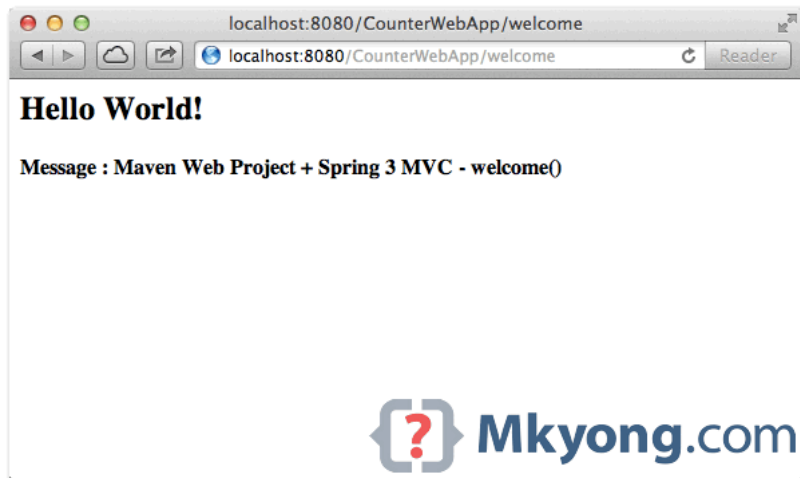 localhost:8080/CounterWebApp/welcome
localhost:8080/CounterWebApp/welcome
Reader
Hello World!
Message : Maven Web Project + Spring 3 MVC - welcome()
{?} Mkyong.com